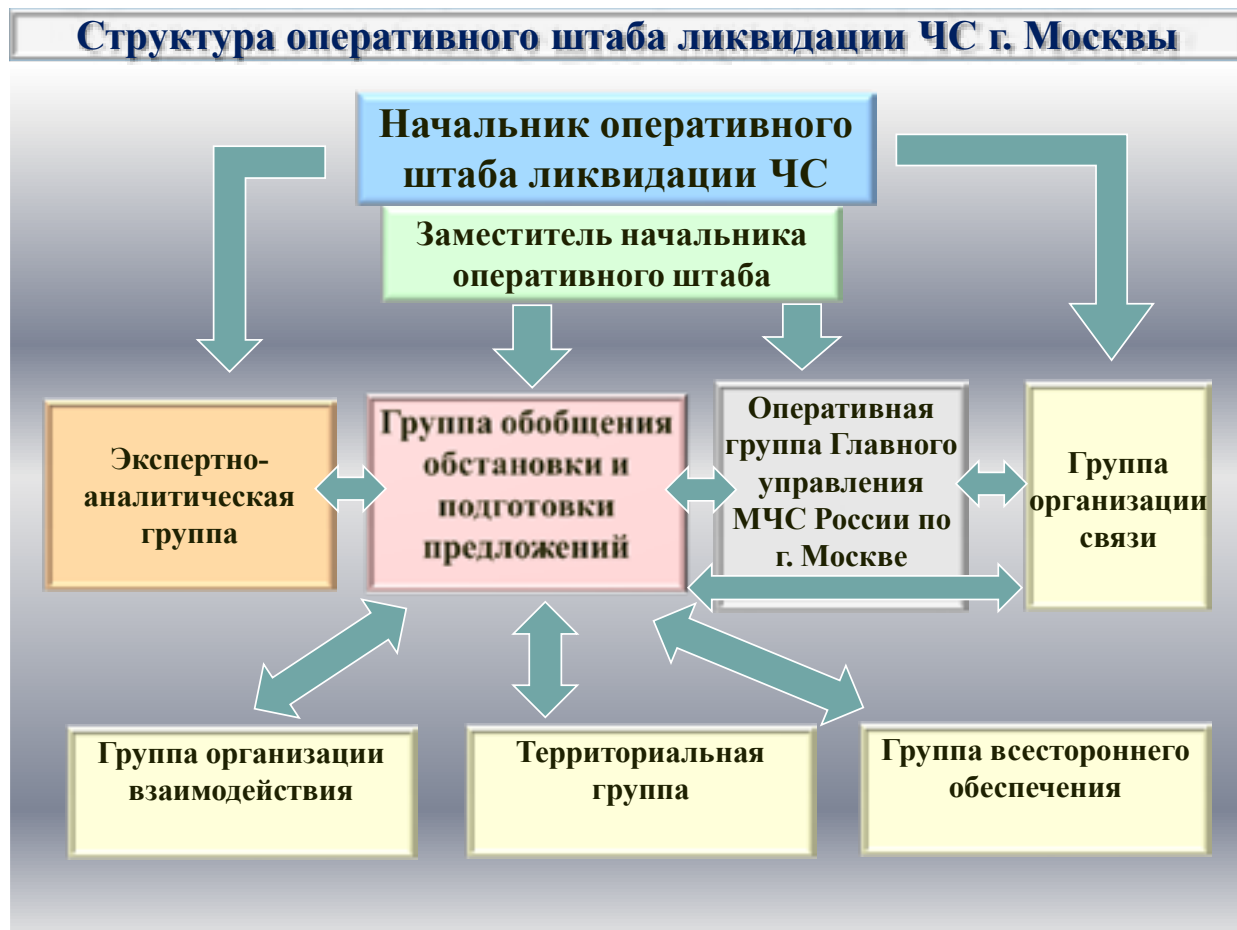 Структура оперативного штаба ликвидации ЧС г. Москвы
Начальник оперативного
штаба ликвидации ЧС
Заместитель начальника
оперативного штаба
Экспертно-
аналитическая
группа
Группа обобщения
обстановки и
подготовки
предложений
Оперативная
группа Главного
управления
МЧС России по
г. Москве
Группа
организации
связи
Группа организации
взаимодействия
Территориальная
группа
Группа всестороннего
обеспечения